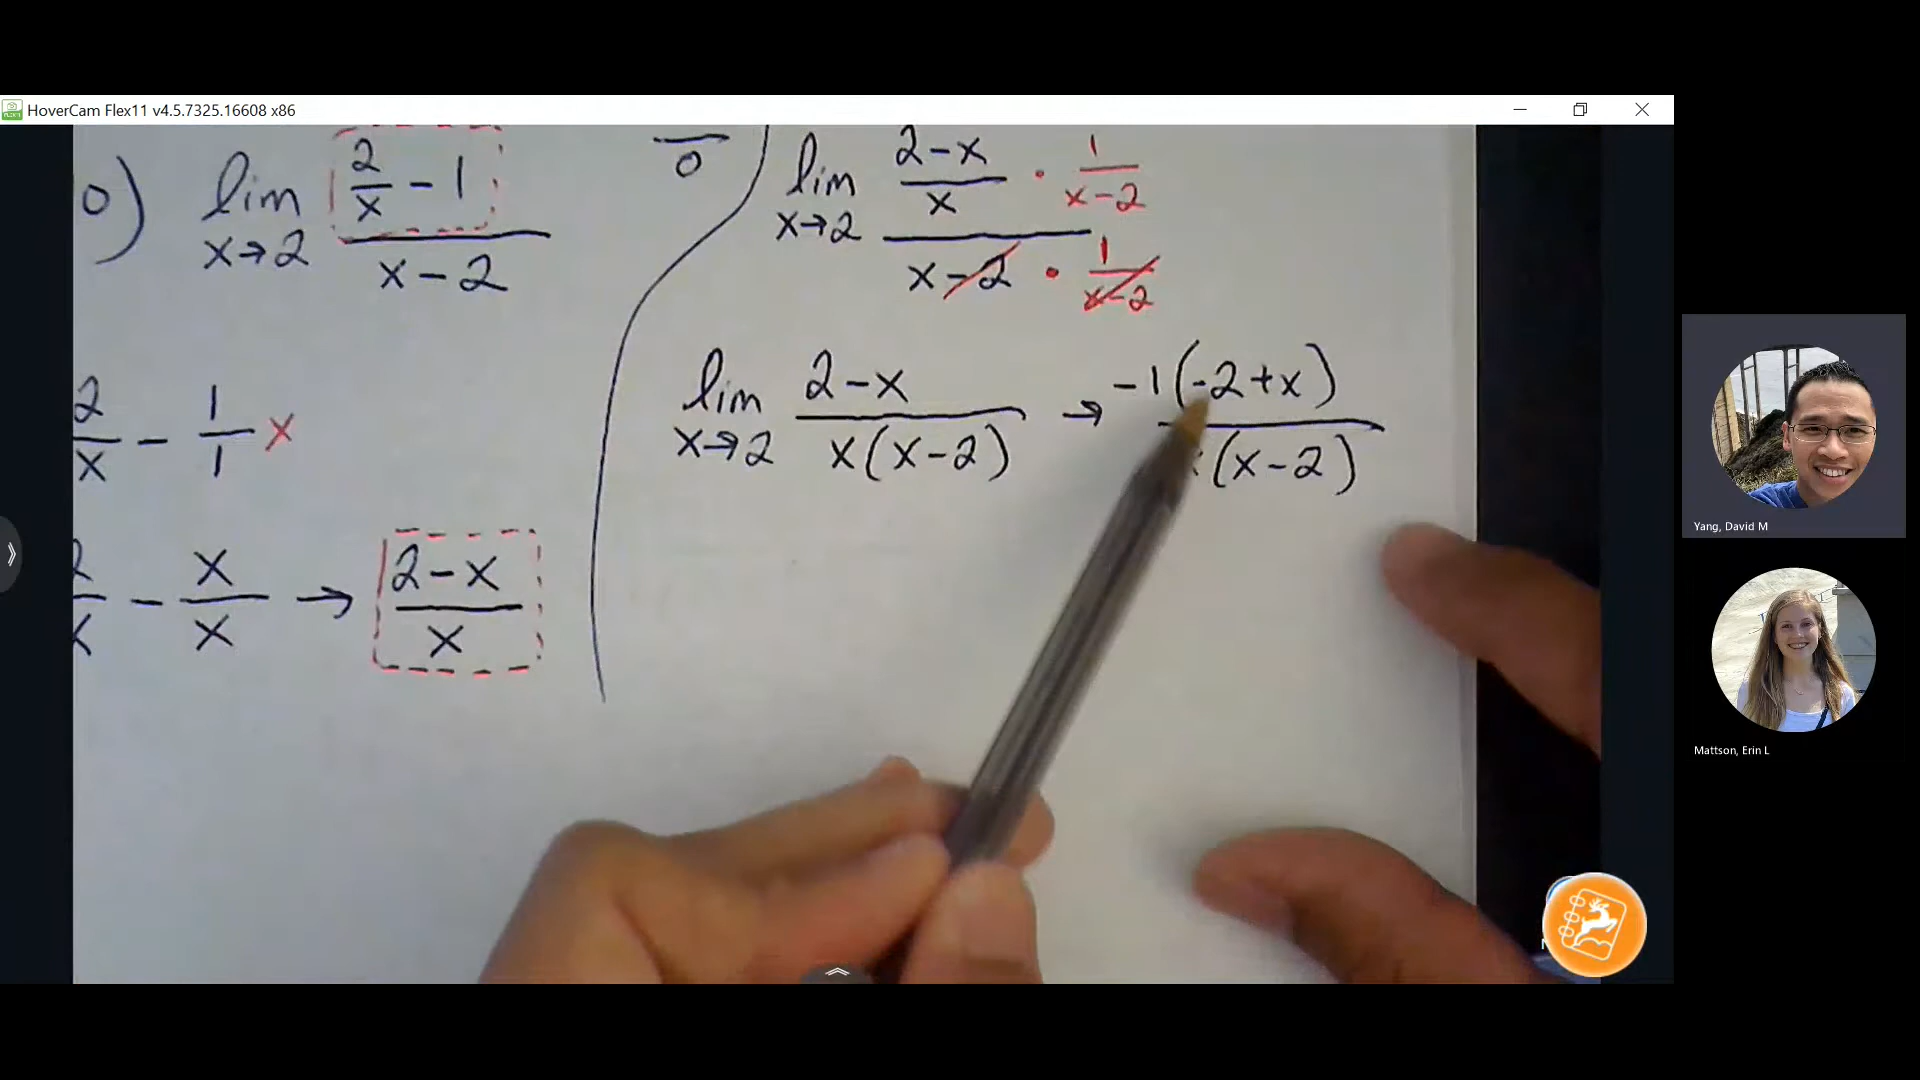 HoverCam Flex11 v4.5.7325.16608 x86
0) lim x→2 (2/x - 1)/(x-2)
0
2/x - 1/1 x
- x/x → (2-x)/x
lim x→2 ((2-x)/x · 1/(x-2))/(x-2 · 1/(x-2))
lim x→2 (2-x)/(x(x-2)) → -1(-2+x)/((x-2))
Yang, David M
Mattson, Erin L